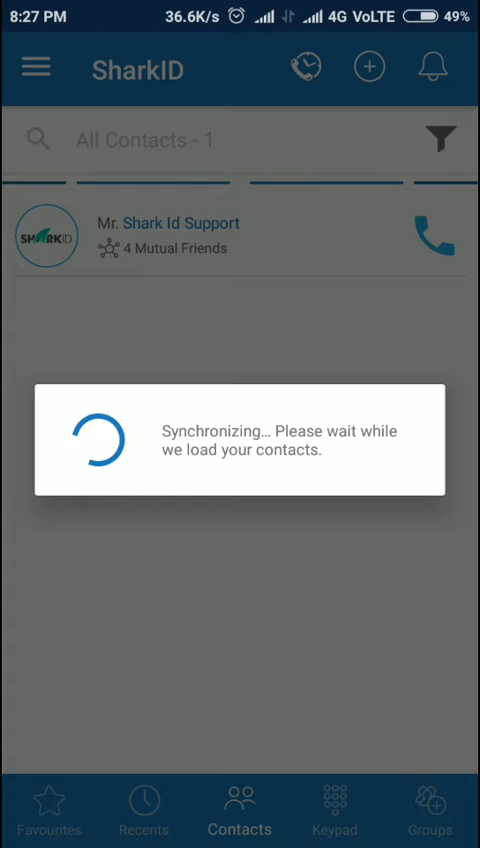 8:27 PM 36.6K/s 4G VoLTE 49%
SharkID
All Contacts - 1
SHARKID
Mr. Shark Id Support
4 Mutual Friends
Synchronizing... Please wait while
we load your contacts.
Favourites Recents Contacts Keypad Groups